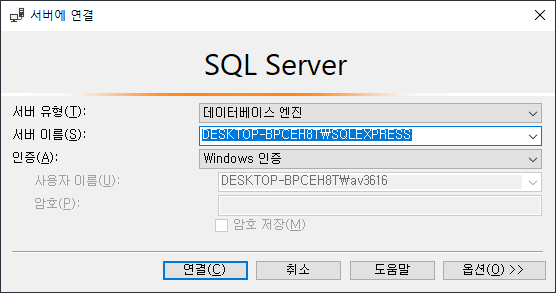 서버에 연결
SQL Server
서버 유형(T): 데이터베이스 엔진
서버 이름(S): DESKTOP-BPCEH8T₩SQLEXPRESS
인증(A): Windows 인증
사용자 이름(U): DESKTOP-BPCEH8T₩av3616
암호(P):
암호 저장(M)
연결(C) 취소 도움말 옵션(O) >>